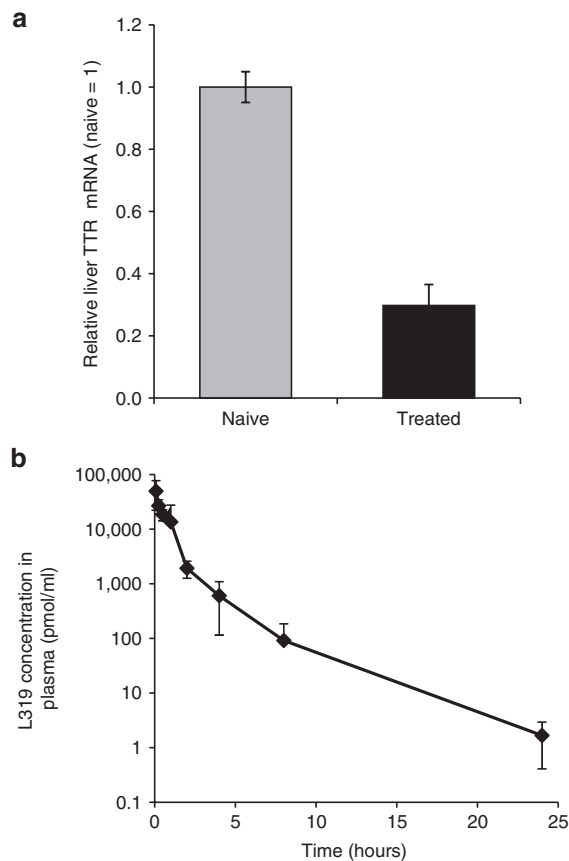 a
Relative liver TTR mRNA (naive = 1)
1.2
1.0
0.8
0.6
0.4
0.2
0.0
Naive
Treated
b
L319 concentration in
plasma (pmol/ml)
100,000
10,000
1,000
100
10
1
0.1
0
5
10
15
20
25
Time (hours)